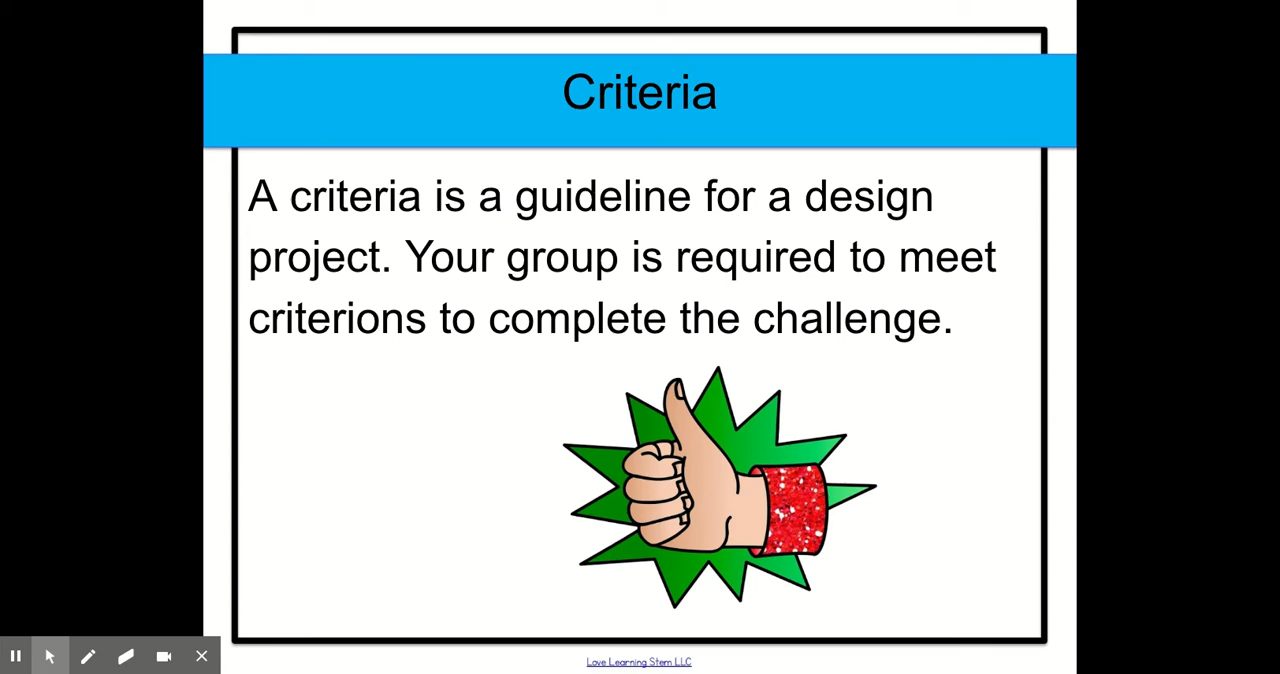 Criteria
A criteria is a guideline for a design
project. Your group is required to meet
criterions to complete the challenge.
Love Learning Stem LLC